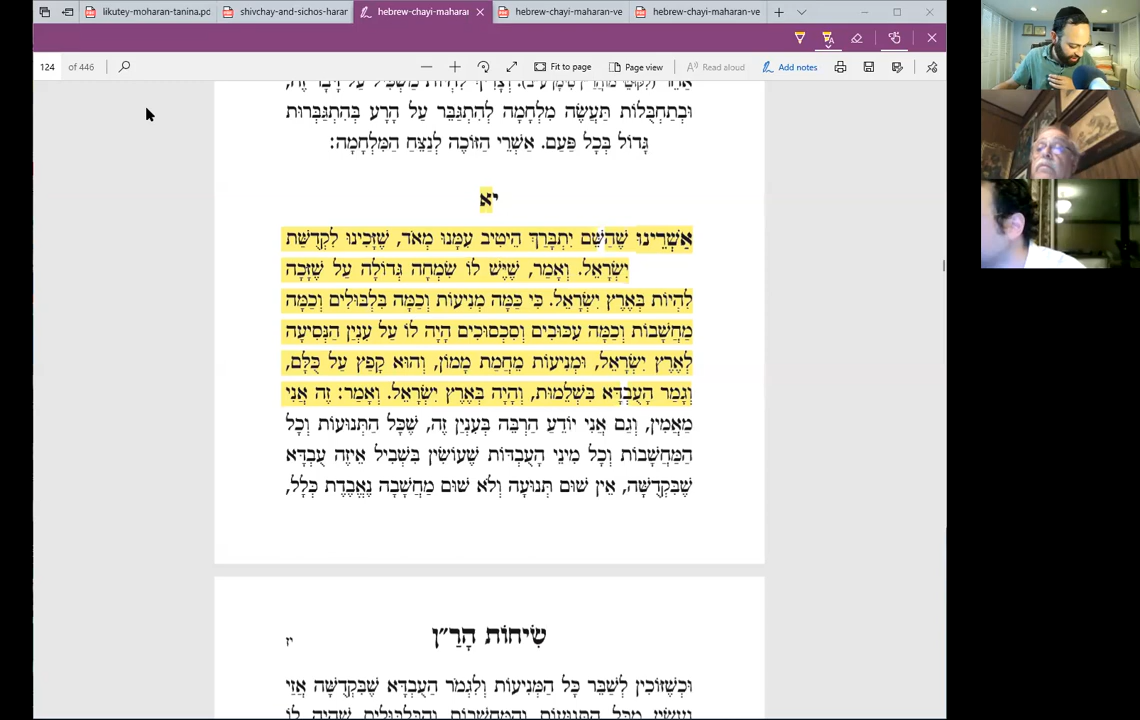 likutey-moharan-tanina.pd
shivchay-and-sichos-harar
hebrew-chayi-maharan
hebrew-chayi-maharan-ve
hebrew-chayi-maharan-ve
124 of 446
Fit to page
Page view
Read aloud
Add notes
וּבְתַחְבֻּלוֹת תַּעֲשֶׂה מִלְחָמָה לְהִתְגַּבֵּר עַל הָרָע בְּהִתְגַּבְּרוּת
גָּדוֹל בְּכָל פַּעַם. אַשְׁרֵי הַזּוֹכֶה לְנַצֵּחַ הַמִּלְחָמָה:
יא
אַשְׁרֵינוּ שֶׁהַשֵּׁם יִתְבָּרַךְ הֵיטִיב עִמָּנוּ מְאֹד, שֶׁזָּכִינוּ לִקְדֻשַּׁת
יִשְׂרָאֵל. וְאָמַר, שֶׁיֵּשׁ לוֹ שִׂמְחָה גְּדוֹלָה עַל שֶׁזָּכָה
לִהְיוֹת בְּאֶרֶץ יִשְׂרָאֵל. כִּי כַּמָּה מְנִיעוֹת וְכַמָּה בִּלְבּוּלִים וְכַמָּה
מַחֲשָׁבוֹת וְכַמָּה עִכּוּבִים וְסִכְסוּכִים הָיָה לוֹ עַל עִנְיַן הַנְּסִיעָה
לְאֶרֶץ יִשְׂרָאֵל, וּמְנִיעוֹת מֵחֲמַת מָמוֹן, וְהוּא קָפַץ עַל כֻּלָּם,
וְגָמַר הָעֻבְדָּא בִּשְׁלֵמוּת, וְהָיָה בְּאֶרֶץ יִשְׂרָאֵל. וְאָמַר: זֶה אֲנִי
מַאֲמִין, וְגַם אֲנִי יוֹדֵעַ הַרְבֵּה בְּעִנְיַן זֶה, שֶׁכָּל הַתְּנוּעוֹת וְכָל
הַמַּחֲשָׁבוֹת וְכָל מִינֵי הָעֻבְדּוֹת שֶׁעוֹשִׂין בִּשְׁבִיל אֵיזֶה עֻבְדָּא
שֶׁבִּקְדֻשָּׁה, אֵין שׁוּם תְּנוּעָה וְלֹא שׁוּם מַחֲשָׁבָה נֶאֱבֶדֶת כְּלָל,
שִׂיחוֹת הָרַ״ן
יז
וּכְשֶׁזּוֹכִין לְשַׁבֵּר כָּל הַמְּנִיעוֹת וְלִגְמֹר הָעֻבְדָּא שֶׁבִּקְדֻשָּׁה אֲזַי